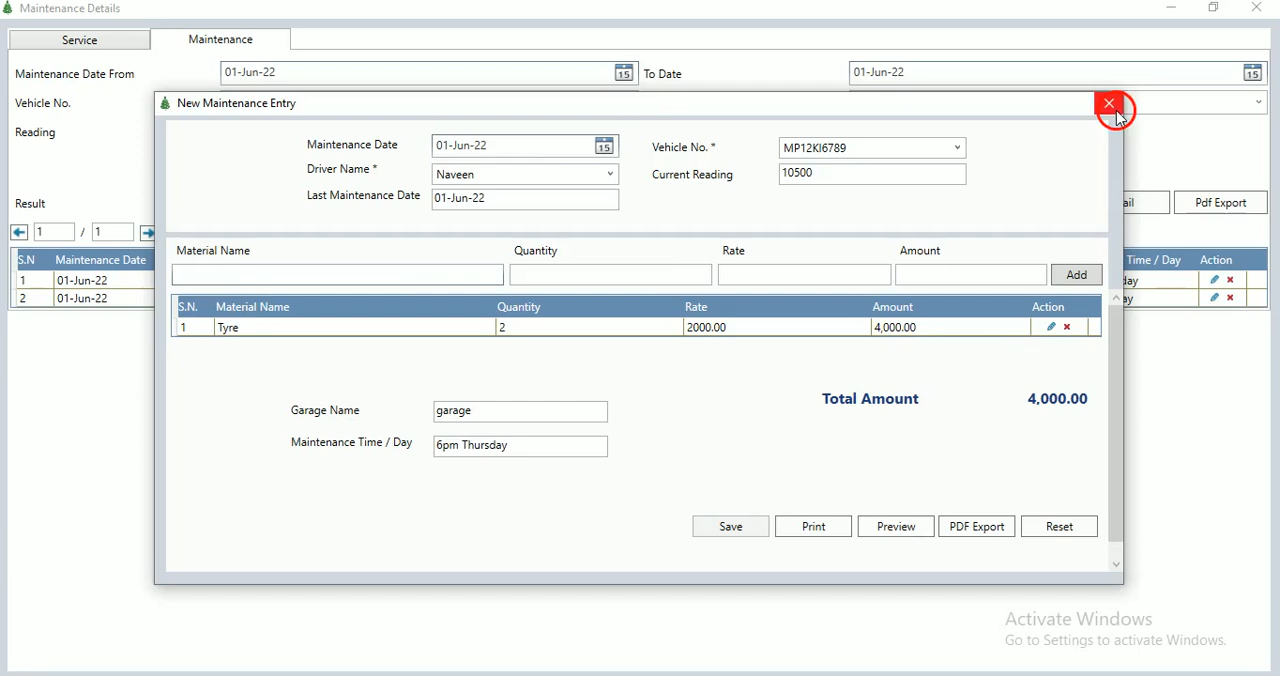 Maintenance Details
Service Maintenance
Maintenance Date From 01-Jun-22 15 To Date 01-Jun-22 15
Vehicle No.
Reading
Result
Pdf Export
1 / 1
S.N Maintenance Date Time / Day Action
1 01-Jun-22 day
2 01-Jun-22
New Maintenance Entry
Maintenance Date 01-Jun-22 15 Vehicle No. * MP12KI6789
Driver Name * Naveen Current Reading 10500
Last Maintenance Date 01-Jun-22
Material Name Quantity Rate Amount
Add
S.N. Material Name Quantity Rate Amount Action
1 Tyre 2 2000.00 4,000.00
Total Amount 4,000.00
Garage Name garage
Maintenance Time / Day 6pm Thursday
Save Print Preview PDF Export Reset
Activate Windows
Go to Settings to activate Windows.